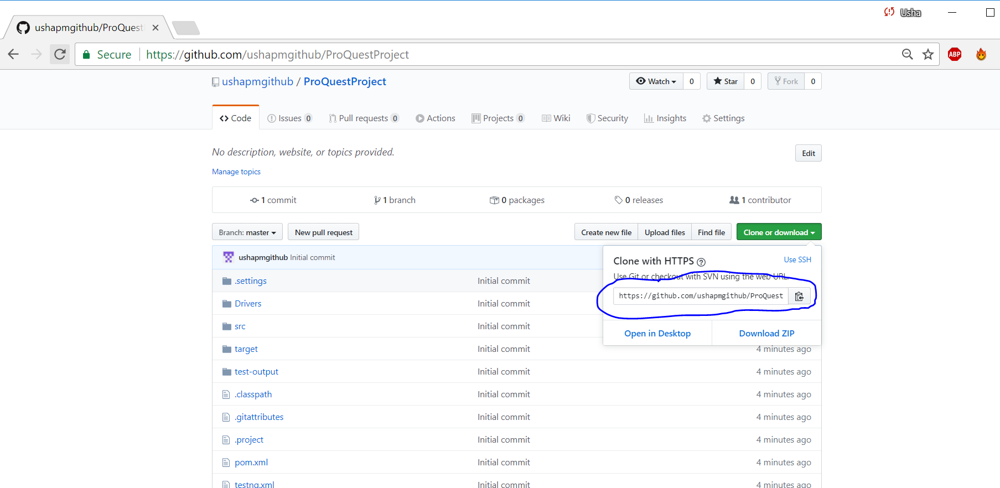 Usha
ushapmgithub/ProQuest
Secure https://github.com/ushapmgithub/ProQuestProject
ABP
ushapmgithub / ProQuestProject
Watch 0 Star 0 Fork 0
Code Issues 0 Pull requests 0 Actions Projects 0 Wiki Security Insights Settings
No description, website, or topics provided.
Edit
Manage topics
1 commit 1 branch 0 packages 0 releases 1 contributor
Branch: master New pull request Create new file Upload files Find file Clone or download
ushapmgithub Initial commit
Clone with HTTPS Use SSH
Use Git or checkout with SVN using the web URL.
https://github.com/ushapmgithub/ProQuest
Open in Desktop Download ZIP
.settings Initial commit
Drivers Initial commit
src Initial commit
target Initial commit 4 minutes ago
test-output Initial commit 4 minutes ago
.classpath Initial commit 4 minutes ago
.gitattributes Initial commit 4 minutes ago
.project Initial commit 4 minutes ago
pom.xml Initial commit 4 minutes ago
testng.xml Initial commit 4 minutes ago